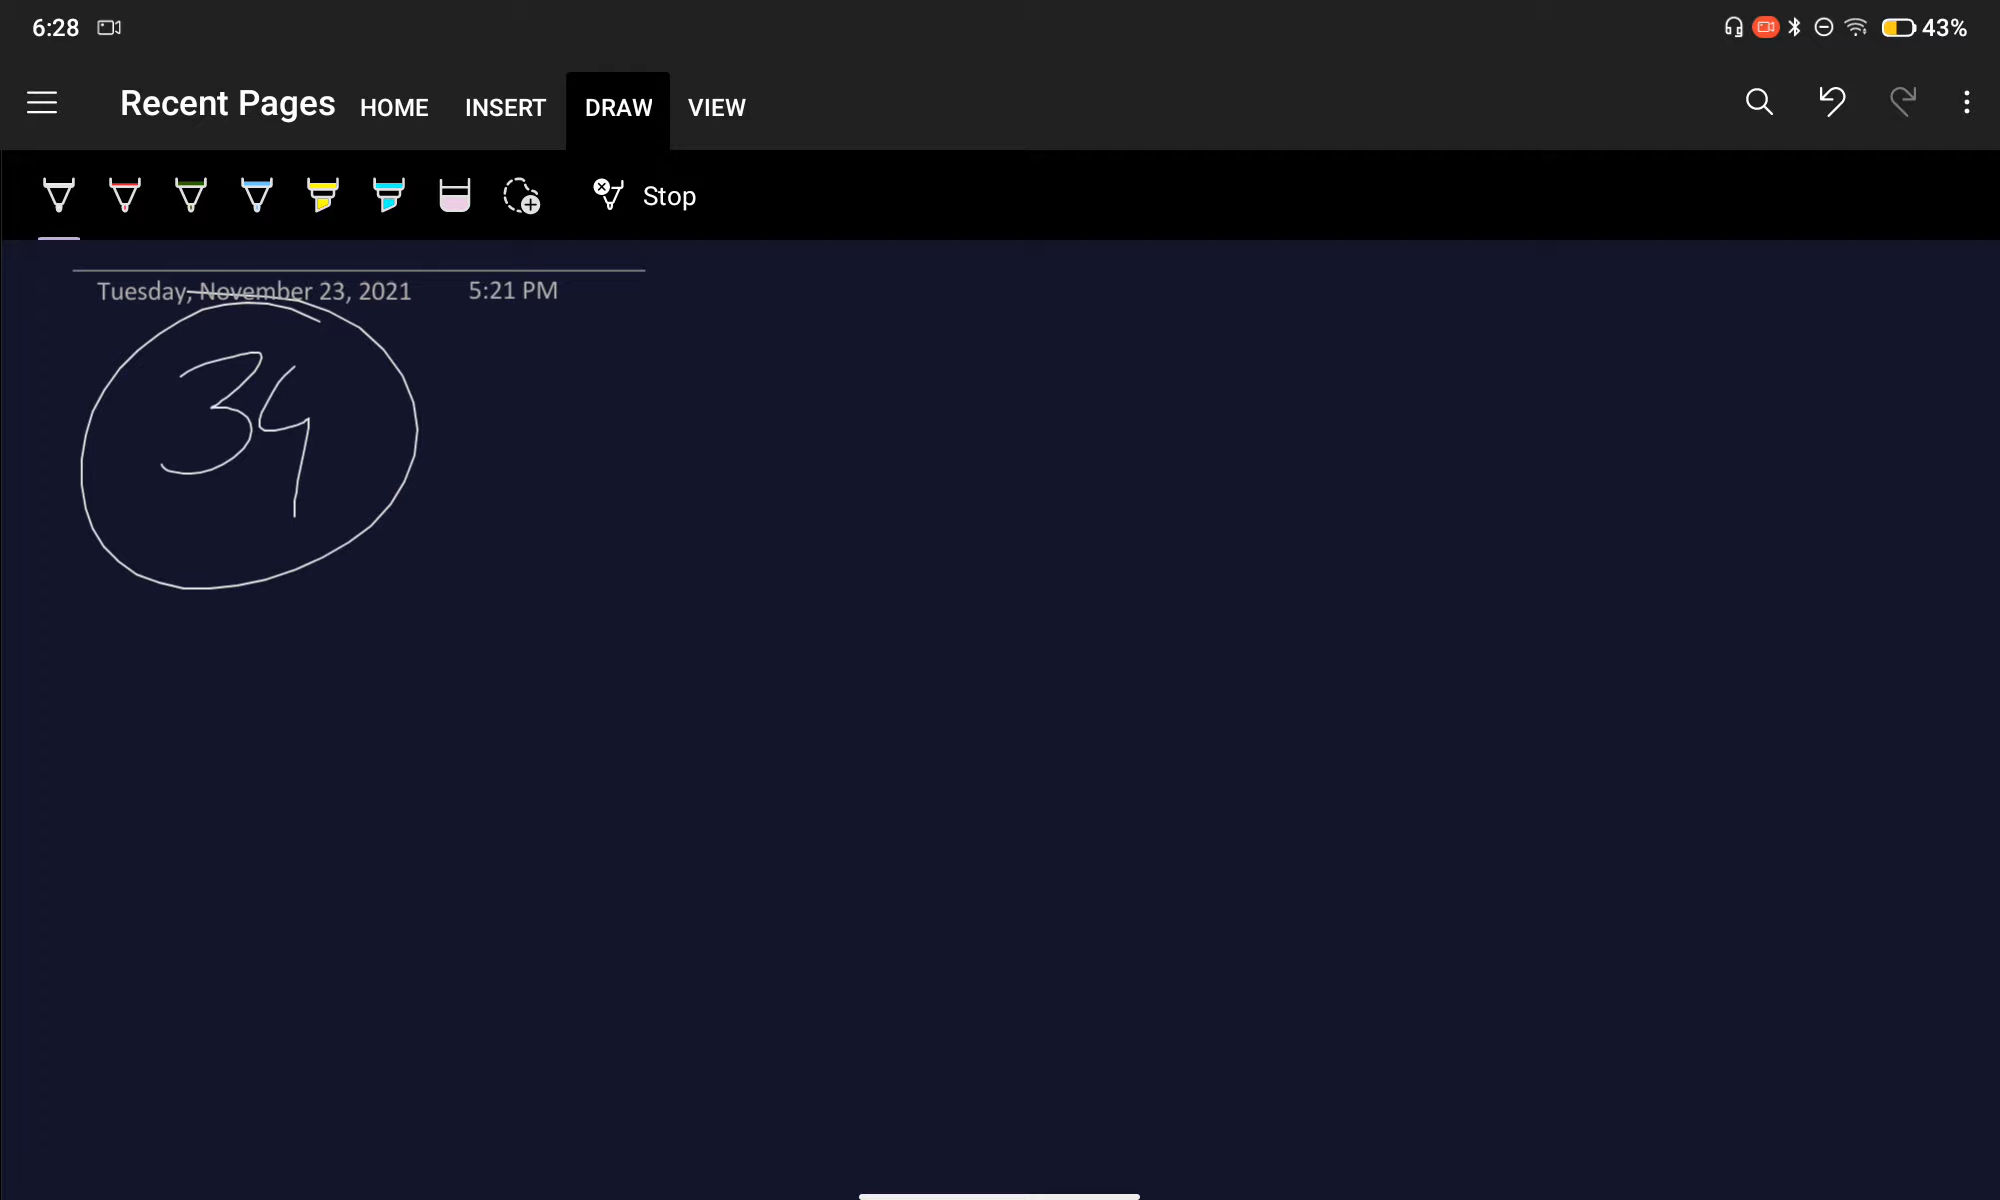 6:28 43%
Recent Pages HOME INSERT DRAW VIEW
Stop
Tuesday, November 23, 2021 5:21 PM
34